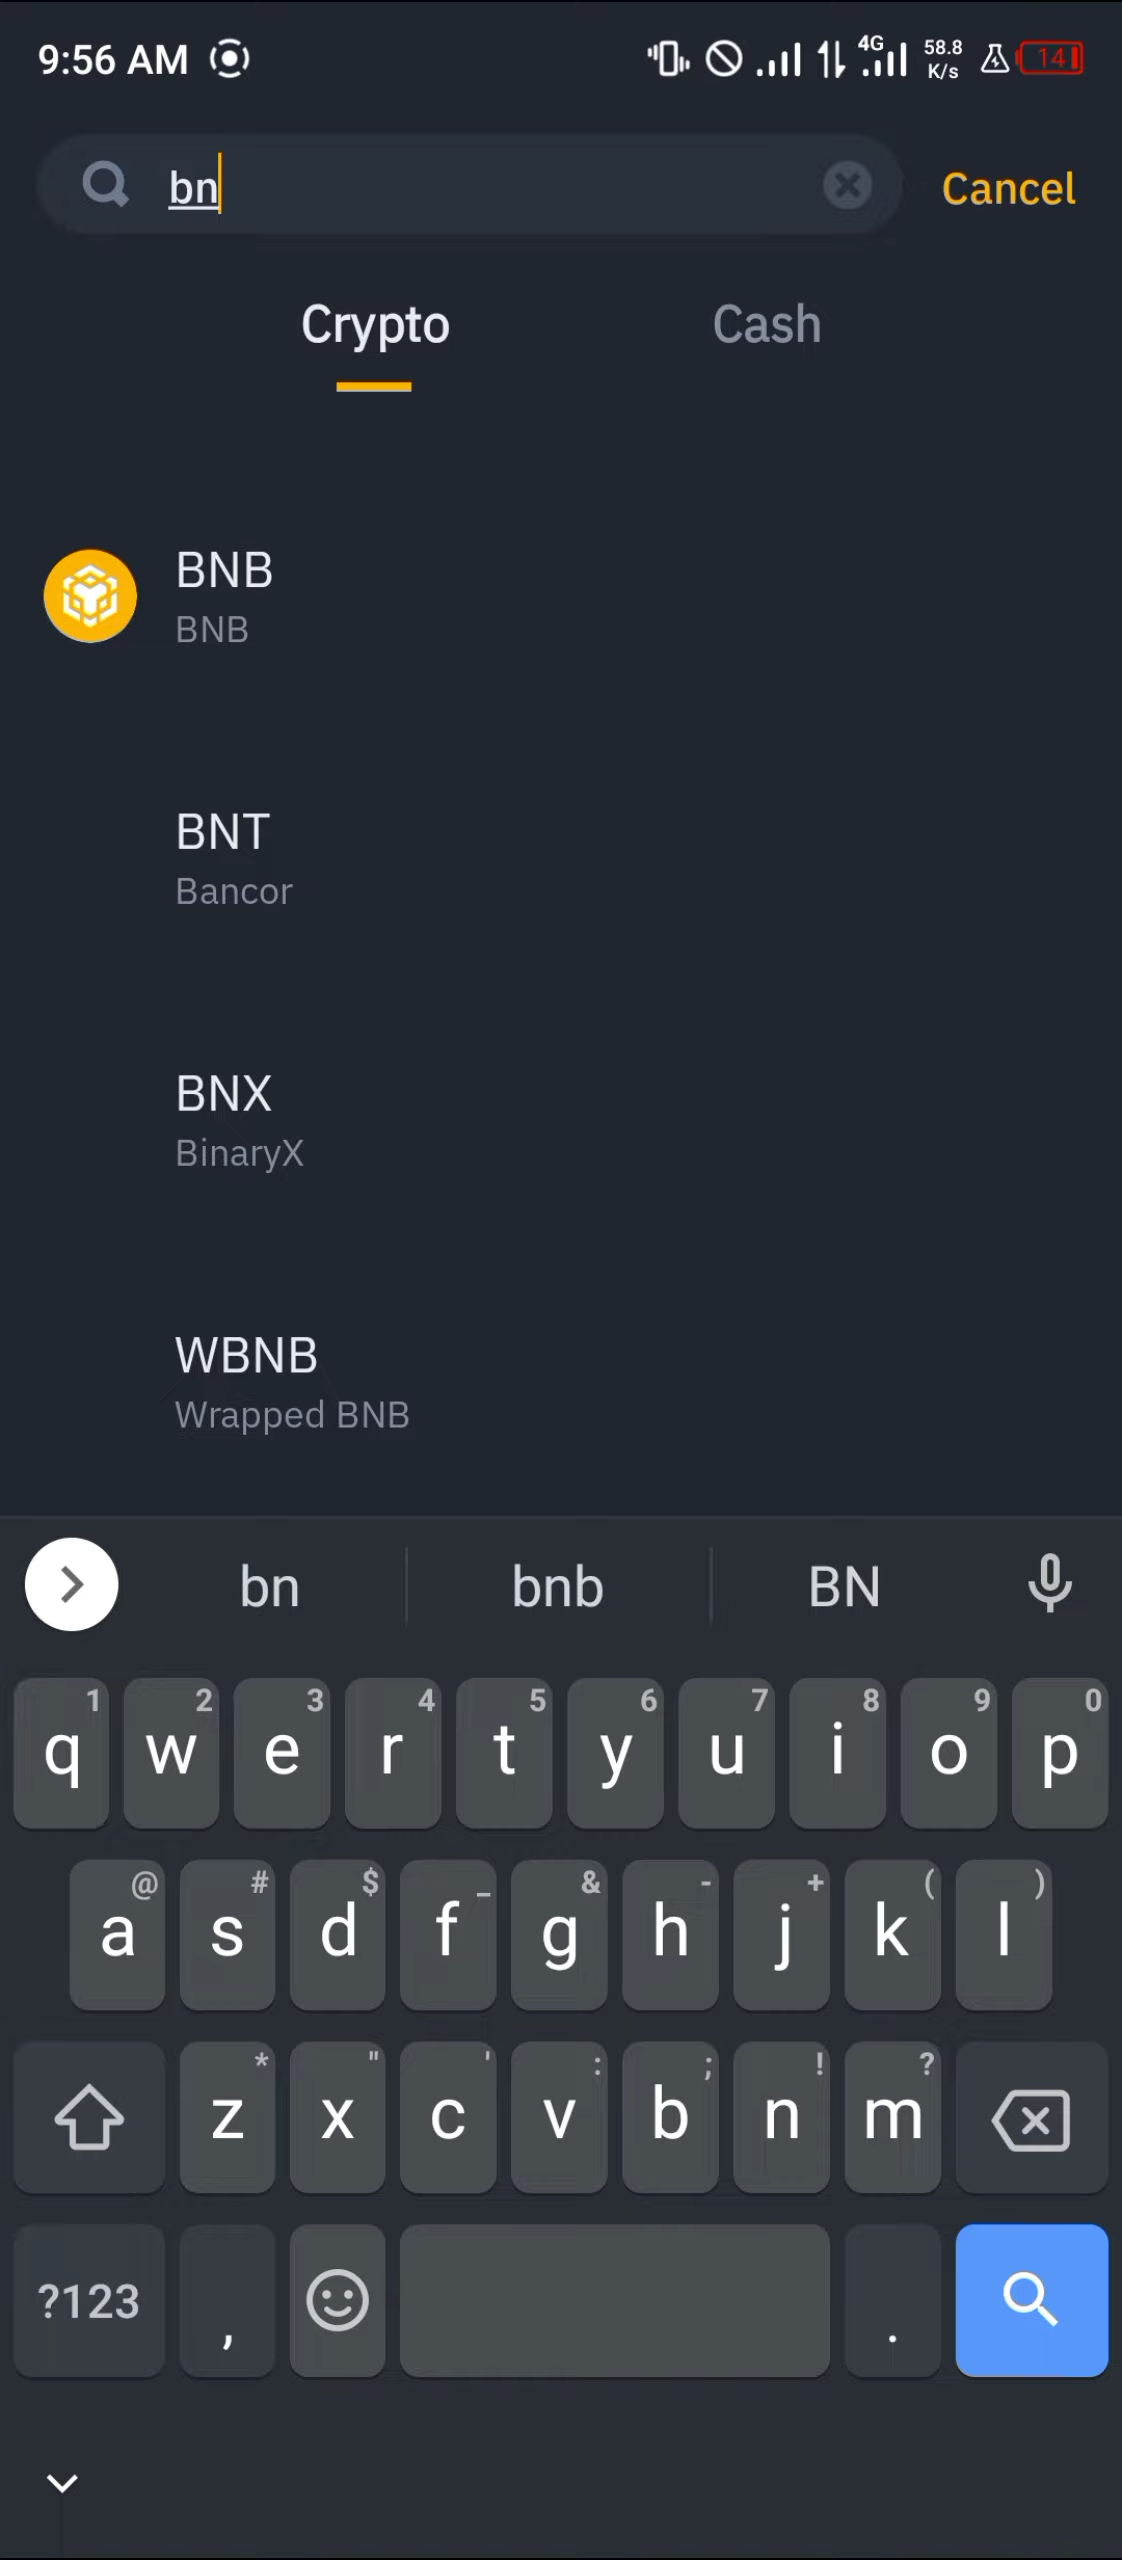 9:56 AM 4G 58.8 K/s 14
bn Cancel
Crypto Cash
BNB
BNB
BNT
Bancor
BNX
BinaryX
WBNB
Wrapped BNB
bn bnb BN
1 2 3 4 5 6 7 8 9 0
q w e r t y u i o p
@ # $ _ & - + ( )
a s d f g h j k l
* " ' : ; ! ?
z x c v b n m
?123 , .